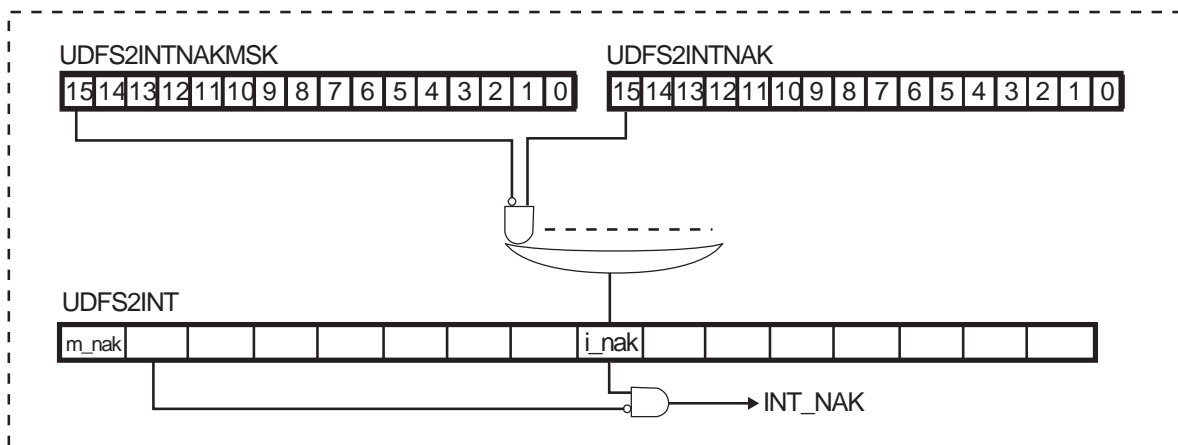 UDFS2INTNAKMSK
UDFS2INTNAK
15 14 13 12 11 10 9 8 7 6 5 4 3 2 1 0
15 14 13 12 11 10 9 8 7 6 5 4 3 2 1 0
UDFS2INT
m_nak
i_nak
INT_NAK